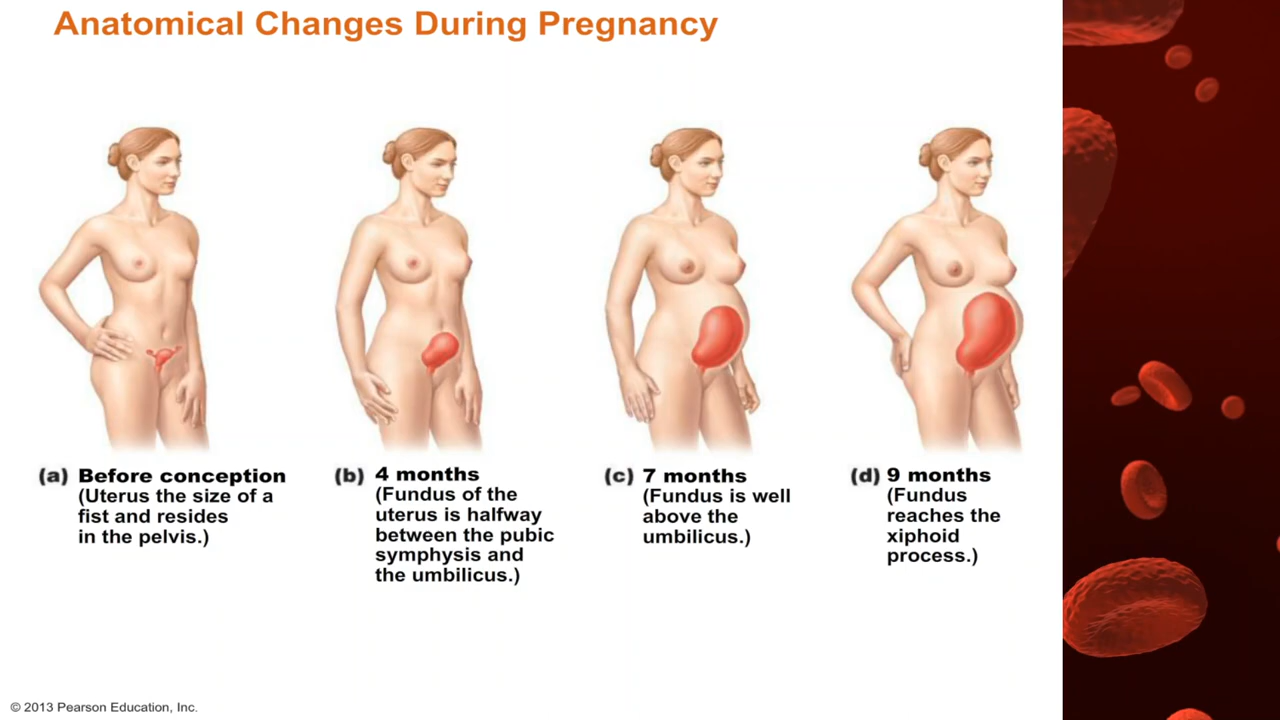 Anatomical Changes During Pregnancy
(a) Before conception
(Uterus the size of a
fist and resides
in the pelvis.)
(b) 4 months
(Fundus of the
uterus is halfway
between the pubic
symphysis and
the umbilicus.)
(c) 7 months
(Fundus is well
above the
umbilicus.)
(d) 9 months
(Fundus
reaches the
xiphoid
process.)
© 2013 Pearson Education, Inc.